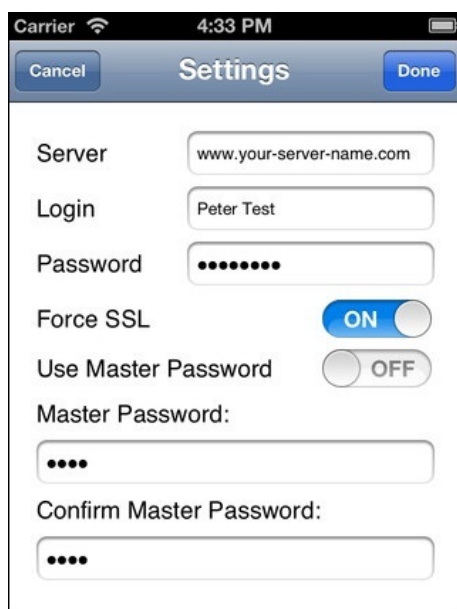 Carrier 4:33 PM
Cancel Settings Done
Server www.your-server-name.com
Login Peter Test
Password ••••••••
Force SSL ON
Use Master Password OFF
Master Password:
••••
Confirm Master Password:
••••